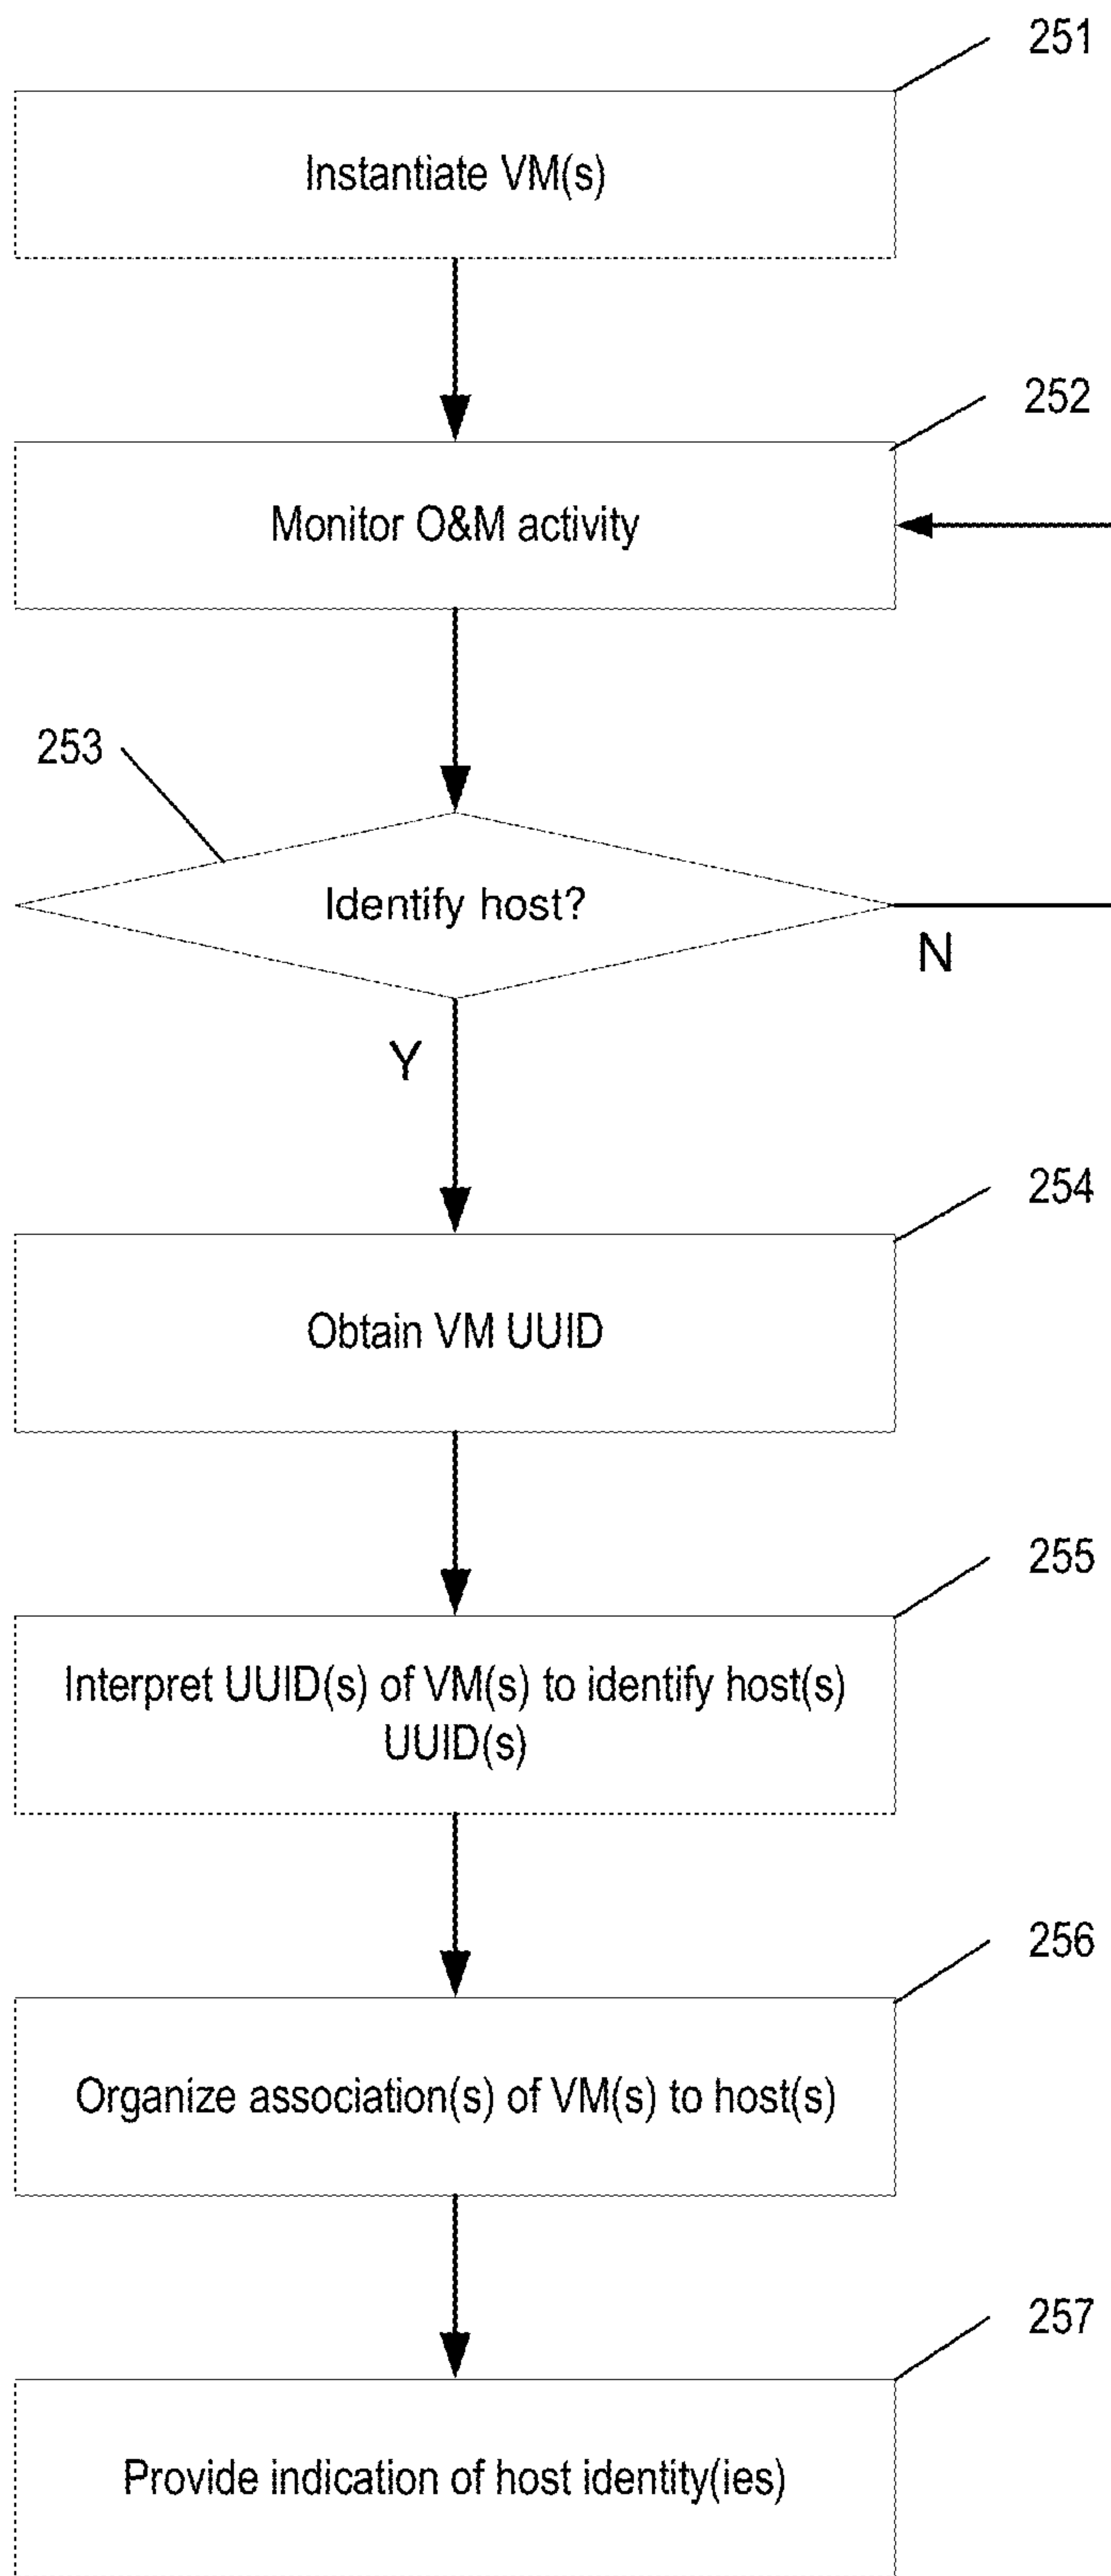 251
Instantiate VM(s)
252
Monitor O&M activity
253
Identify host?
N
Y
254
Obtain VM UUID
255
Interpret UUID(s) of VM(s) to identify host(s)
UUID(s)
256
Organize association(s) of VM(s) to host(s)
257
Provide indication of host identity(ies)